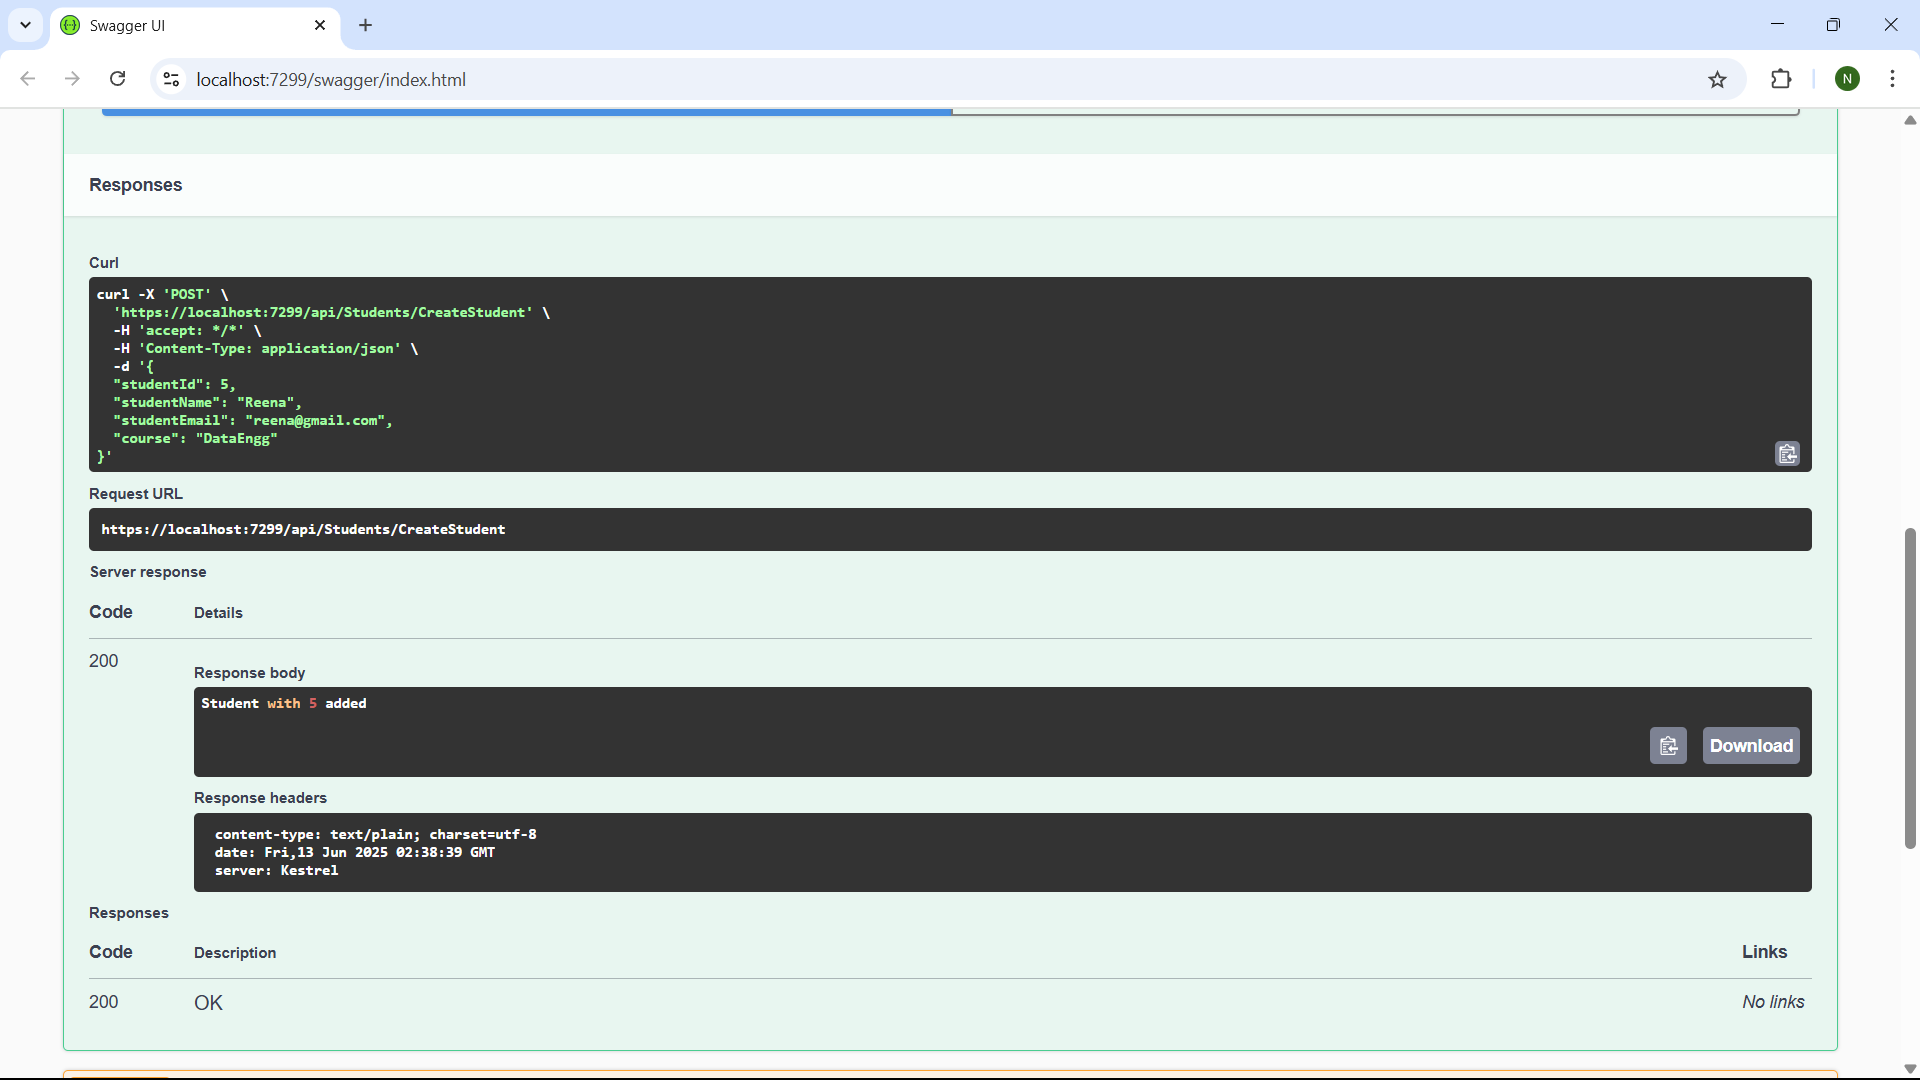 Swagger UI
localhost:7299/swagger/index.html
N
Responses
Curl
curl -X 'POST' \
  'https://localhost:7299/api/Students/CreateStudent' \
  -H 'accept: */*' \
  -H 'Content-Type: application/json' \
  -d '{
  "studentId": 5,
  "studentName": "Reena",
  "studentEmail": "reena@gmail.com",
  "course": "DataEngg"
}'
Request URL
https://localhost:7299/api/Students/CreateStudent
Server response
Code Details
200
Response body
Student with 5 added
Download
Response headers
content-type: text/plain; charset=utf-8
date: Fri,13 Jun 2025 02:38:39 GMT
server: Kestrel
Responses
Code Description Links
200 OK No links